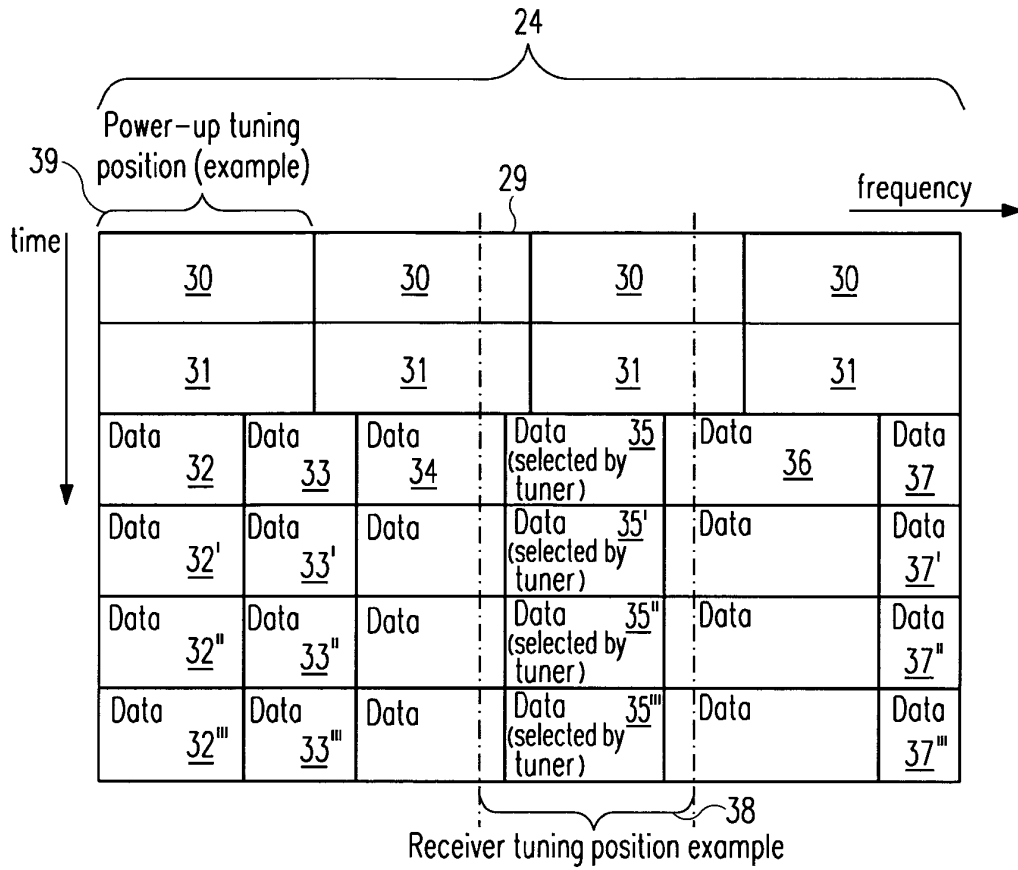 24
Power-up tuning
position (example)
39
29
frequency
time
30 30 30 30
31 31 31 31
Data 32 Data 33 Data 34 Data 35 (selected by tuner) Data 36 Data 37
Data 32' Data 33' Data Data 35' (selected by tuner) Data Data 37'
Data 32" Data 33" Data Data 35" (selected by tuner) Data Data 37"
Data 32''' Data 33''' Data Data 35''' (selected by tuner) Data Data 37'''
38
Receiver tuning position example